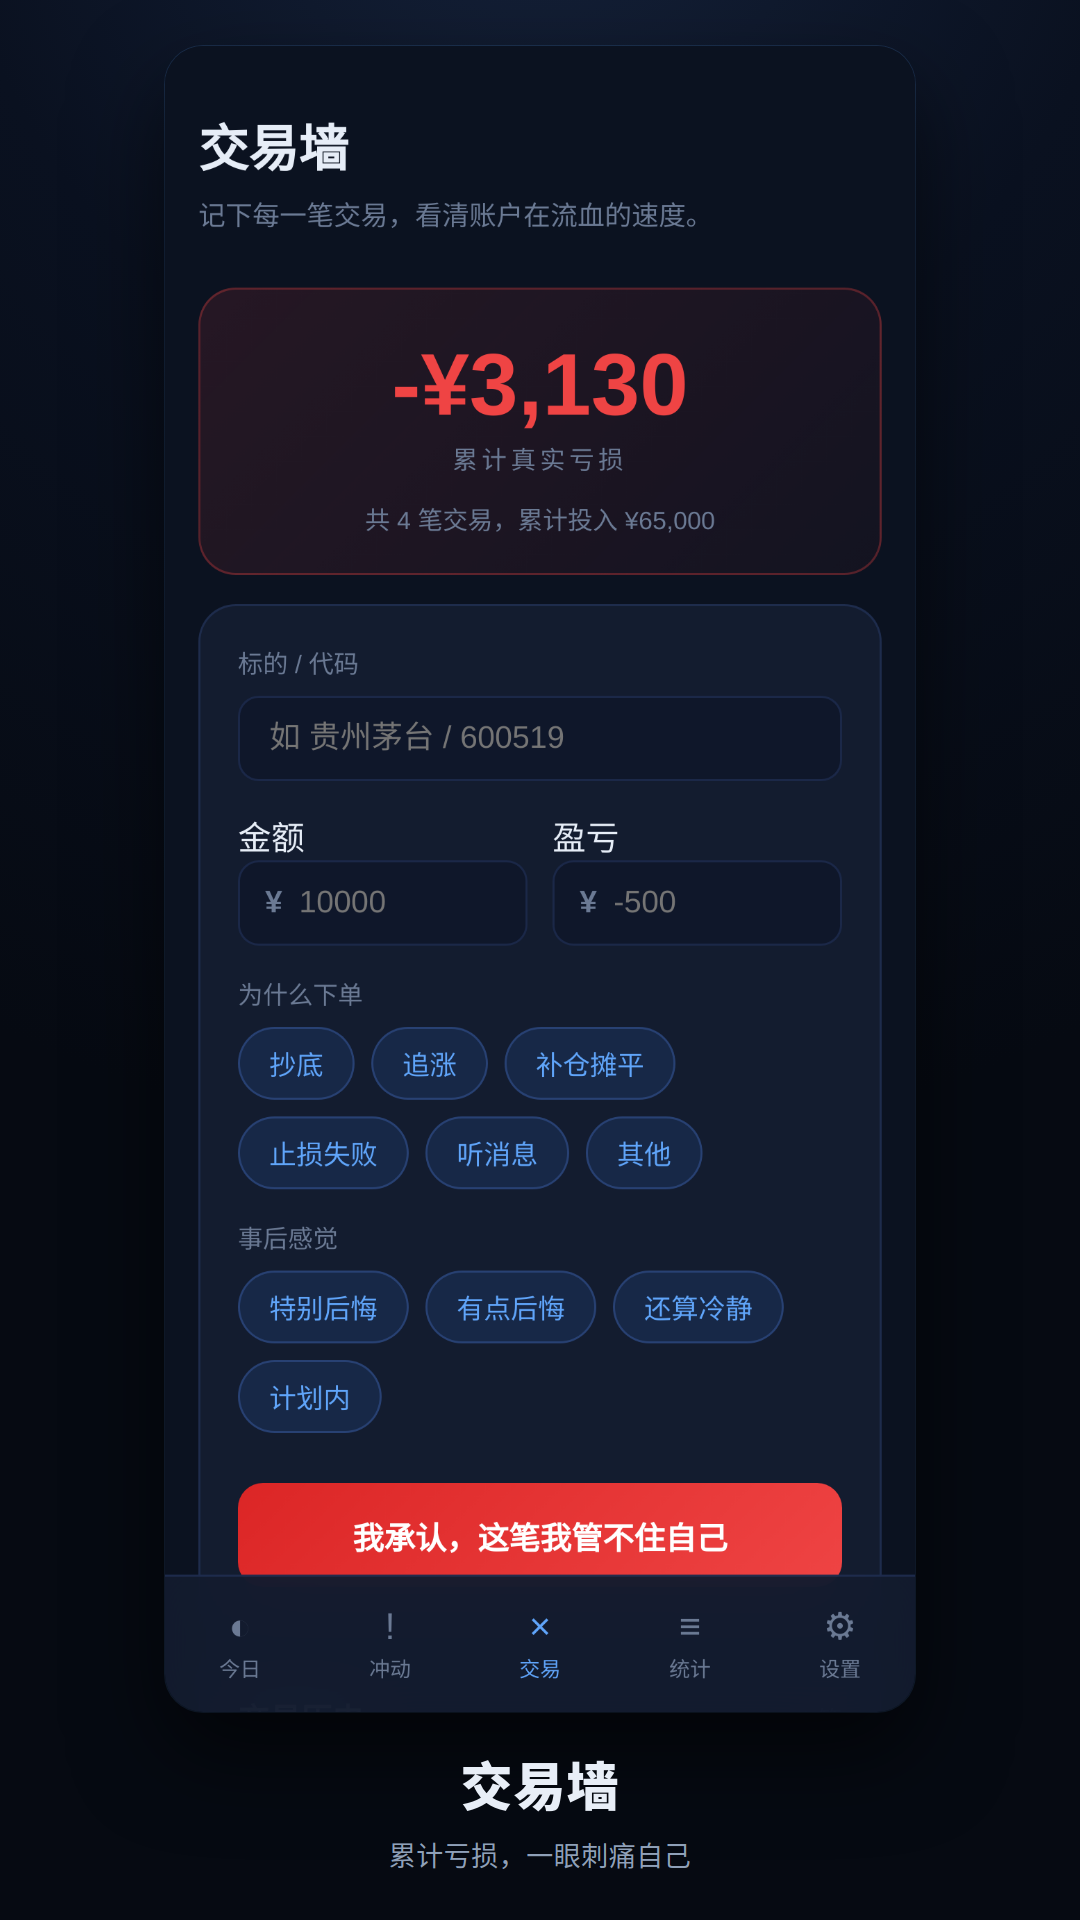 交易墙
记下每一笔交易，看清账户在流血的速度。
-¥3,130
累计真实亏损
共 4 笔交易，累计投入 ¥65,000
标的 / 代码
如 贵州茅台 / 600519
金额 盈亏
¥ 10000 ¥ -500
为什么下单
抄底 追涨 补仓摊平
止损失败 听消息 其他
事后感觉
特别后悔 有点后悔 还算冷静
计划内
我承认，这笔我管不住自己
! × ≡
今日 冲动 交易 统计 设置
交易墙
累计亏损，一眼刺痛自己